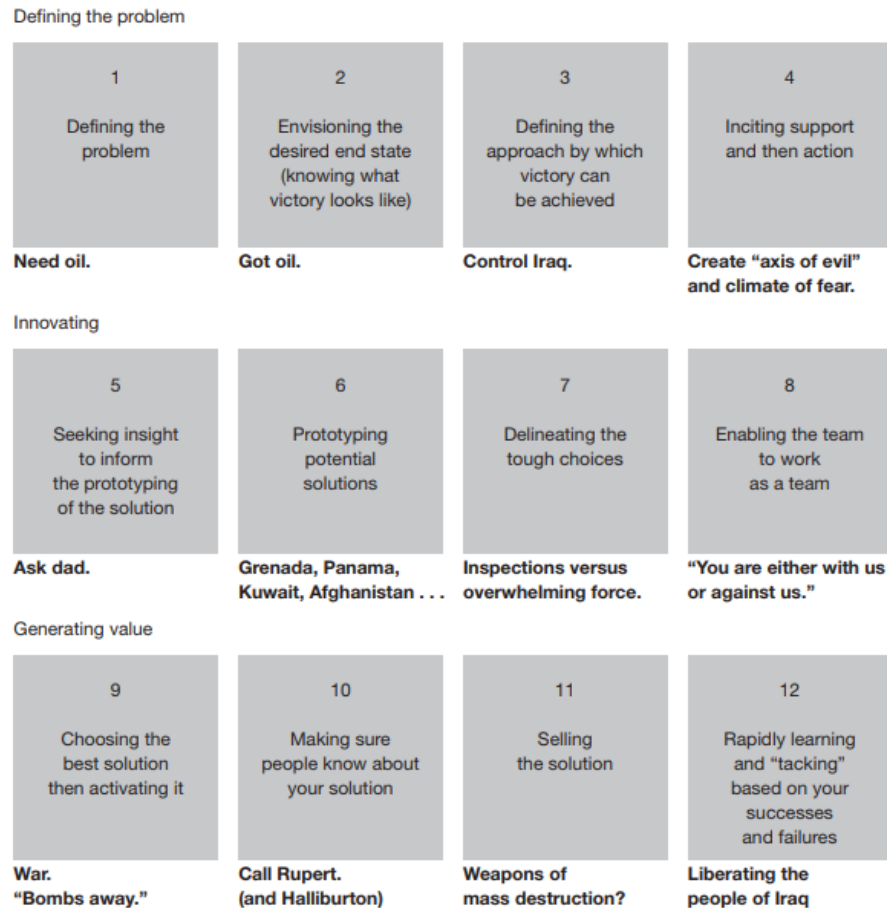 Defining the problem
1
Defining the
problem
Need oil.
2
Envisioning the
desired end state
(knowing what
victory looks like)
Got oil.
3
Defining the
approach by which
victory can
be achieved
Control Iraq.
4
Inciting support
and then action
Create “axis of evil”
and climate of fear.
Innovating
5
Seeking insight
to inform
the prototyping
of the solution
Ask dad.
6
Prototyping
potential
solutions
Grenada, Panama,
Kuwait, Afghanistan . . .
7
Delineating the
tough choices
Inspections versus
overwhelming force.
8
Enabling the team
to work
as a team
“You are either with us
or against us.”
Generating value
9
Choosing the
best solution
then activating it
War.
“Bombs away.”
10
Making sure
people know about
your solution
Call Rupert.
(and Halliburton)
11
Selling
the solution
Weapons of
mass destruction?
12
Rapidly learning
and “tacking”
based on your
successes
and failures
Liberating the
people of Iraq